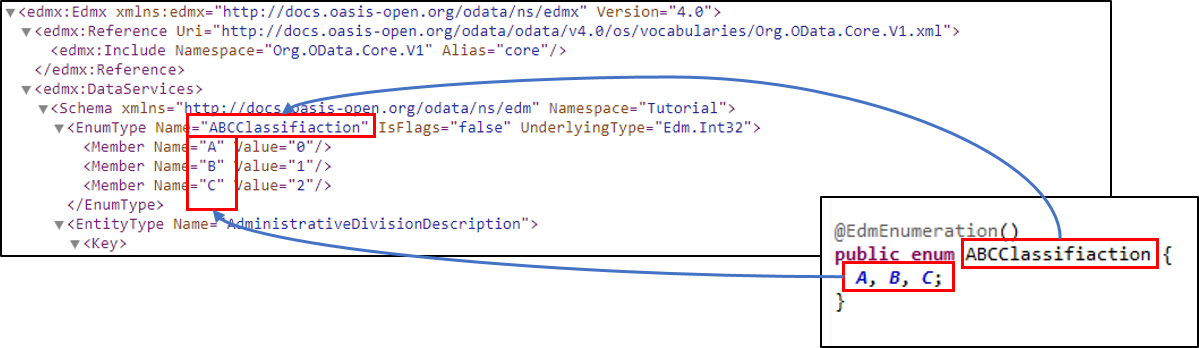 ▼<edmx:Edmx xmlns:edmx="http://docs.oasis-open.org/odata/ns/edmx" Version="4.0">
▼<edmx:Reference Uri="http://docs.oasis-open.org/odata/odata/v4.0/os/vocabularies/Org.OData.Core.V1.xml">
<edmx:Include Namespace="Org.OData.Core.V1" Alias="core"/>
</edmx:Reference>
▼<edmx:DataServices>
▼<Schema xmlns="http://docs.oasis-open.org/odata/ns/edm" Namespace="Tutorial">
▼<EnumType Name="ABCClassifiaction" IsFlags="false" UnderlyingType="Edm.Int32">
<Member Name="A" Value="0"/>
<Member Name="B" Value="1"/>
<Member Name="C" Value="2"/>
</EnumType>
▼<EntityType Name="AdministrativeDivisionDescription">
▼<Key>
@EdmEnumeration()
public enum ABCClassifiaction {
A, B, C;
}